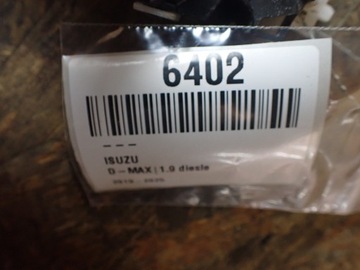 6402
– – –
ISUZU
D-MAX | 1.9 diesle